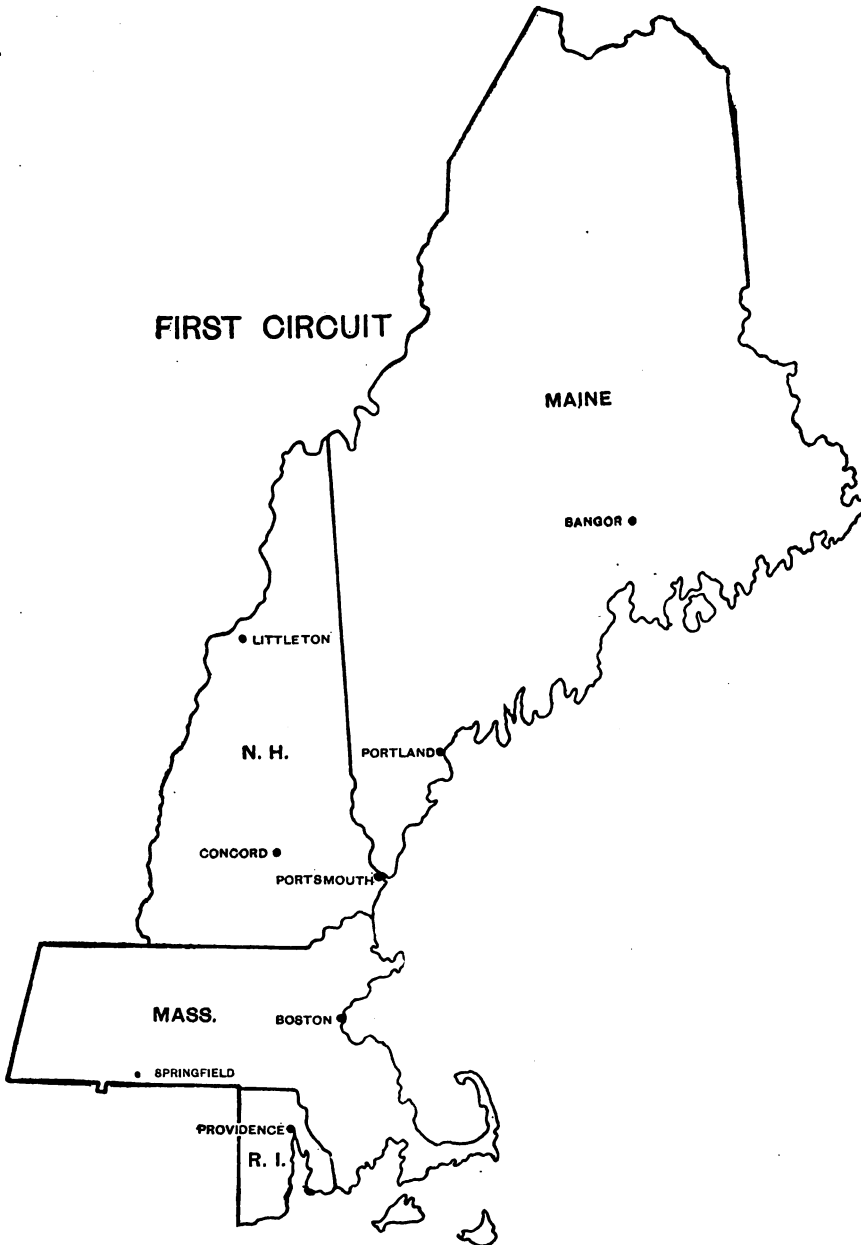 FIRST CIRCUIT
MAINE
BANGOR
LITTLETON
N. H.
PORTLAND
CONCORD
PORTSMOUTH
MASS.
BOSTON
SPRINGFIELD
PROVIDENCE
R. I.